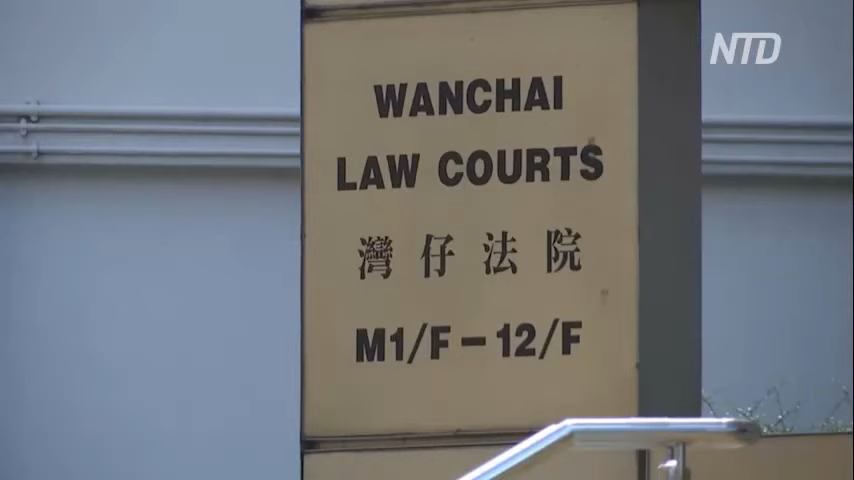 NTD
WANCHAI
LAW COURTS
灣仔法院
M1/F－12/F